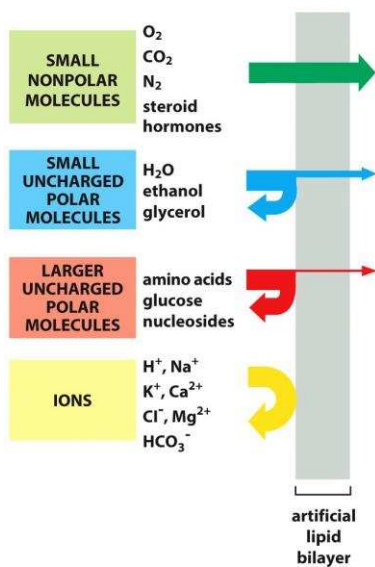 SMALL
NONPOLAR
MOLECULES
O₂
CO₂
N₂
steroid
hormones
SMALL
UNCHARGED
POLAR
MOLECULES
H₂O
ethanol
glycerol
LARGER
UNCHARGED
POLAR
MOLECULES
amino acids
glucose
nucleosides
IONS
H⁺, Na⁺
K⁺, Ca²⁺
Cl⁻, Mg²⁺
HCO₃⁻
artificial
lipid
bilayer